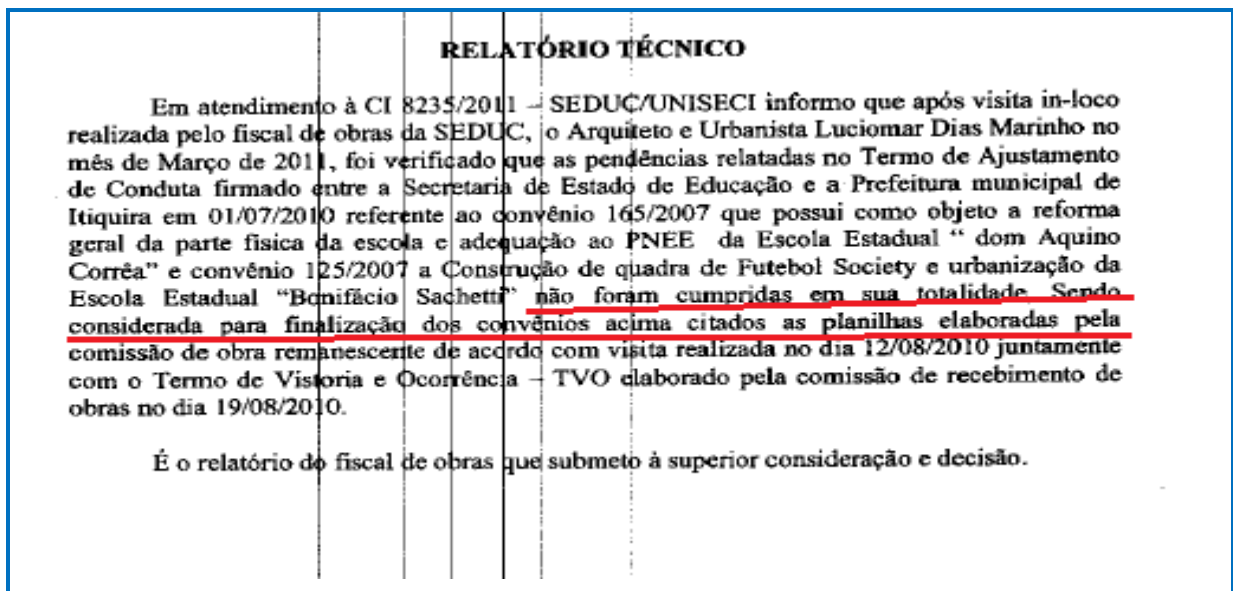 RELATÓRIO TÉCNICO
Em atendimento à CI 8235/2011 – SEDUC/UNISECI informo que após visita in-loco
realizada pelo fiscal de obras da SEDUC, o Arquiteto e Urbanista Luciomar Dias Marinho no
mês de Março de 2011, foi verificado que as pendências relatadas no Termo de Ajustamento
de Conduta firmado entre a Secretaria de Estado de Educação e a Prefeitura municipal de
Itiquira em 01/07/2010 referente ao convênio 165/2007 que possui como objeto a reforma
geral da parte fisica da escola e adequação ao PNEE da Escola Estadual “ dom Aquino
Corrêa” e convênio 125/2007 a Construção de quadra de Futebol Society e urbanização da
Escola Estadual “Bonifácio Sachetti” não foram cumpridas em sua totalidade. Sendo
considerada para finalização dos convênios acima citados as planilhas elaboradas pela
comissão de obra remanescente de acordo com visita realizada no dia 12/08/2010 juntamente
com o Termo de Vistoria e Ocorrência – TVO elaborado pela comissão de recebimento de
obras no dia 19/08/2010.
É o relatório do fiscal de obras que submeto à superior consideração e decisão.